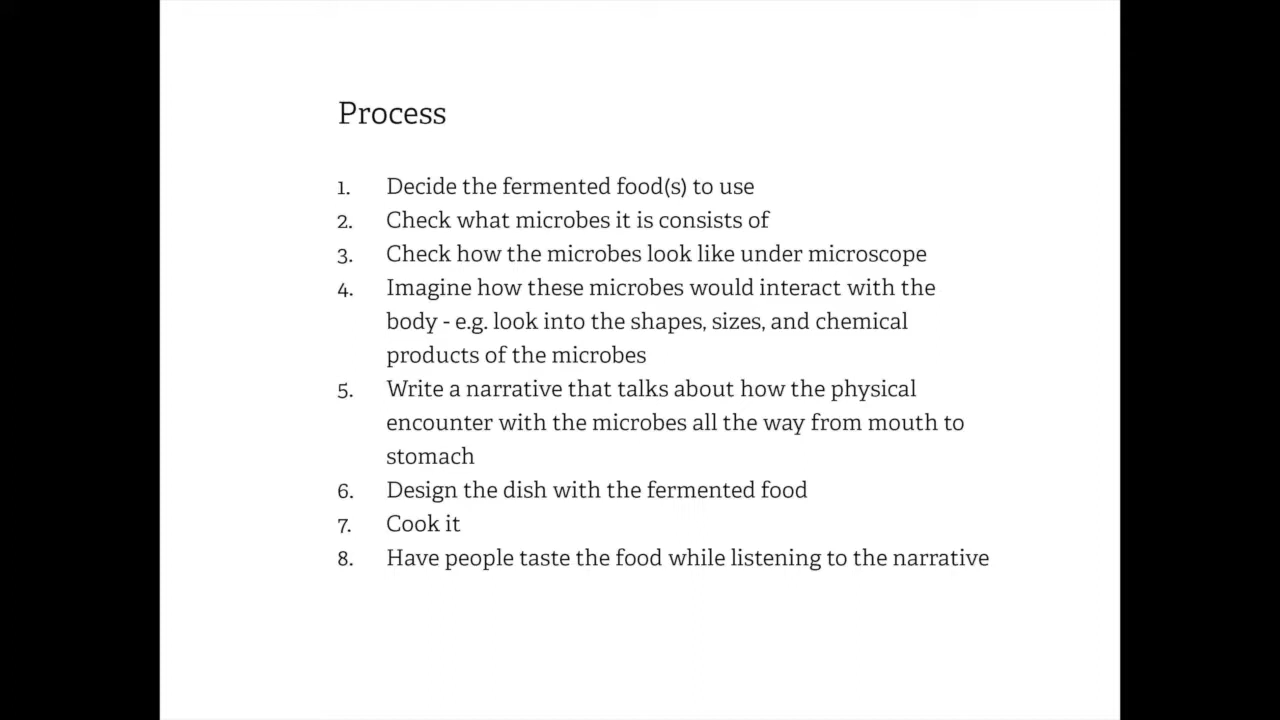 Process
1. Decide the fermented food(s) to use
2. Check what microbes it is consists of
3. Check how the microbes look like under microscope
4. Imagine how these microbes would interact with the
body - e.g. look into the shapes, sizes, and chemical
products of the microbes
5. Write a narrative that talks about how the physical
encounter with the microbes all the way from mouth to
stomach
6. Design the dish with the fermented food
7. Cook it
8. Have people taste the food while listening to the narrative